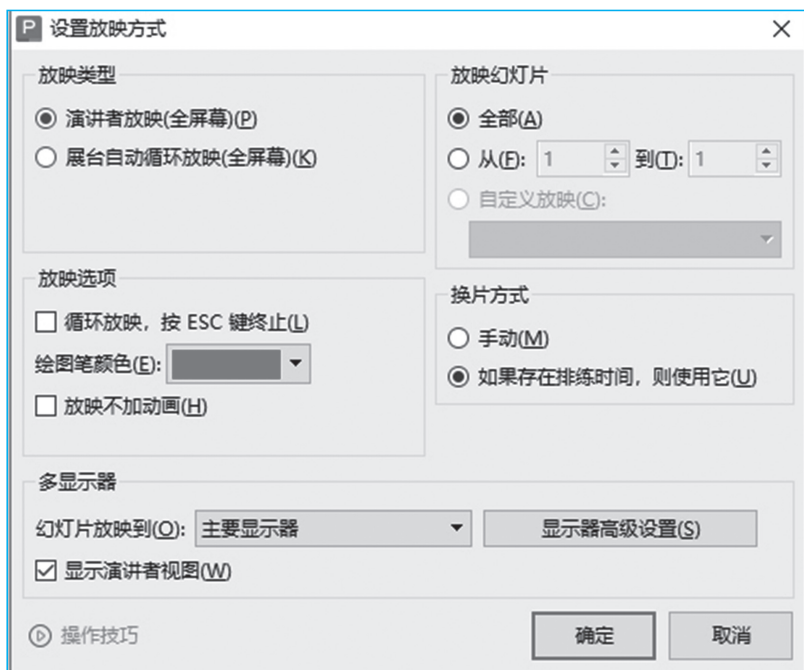 P 设置放映方式
放映类型
演讲者放映(全屏幕)(P)
展台自动循环放映(全屏幕)(K)
放映幻灯片
全部(A)
从(F): 1 到(T): 1
自定义放映(C):
放映选项
循环放映，按 ESC 键终止(L)
绘图笔颜色(E):
放映不加动画(H)
换片方式
手动(M)
如果存在排练时间，则使用它(U)
多显示器
幻灯片放映到(O): 主要显示器 显示器高级设置(S)
显示演讲者视图(W)
操作技巧 确定 取消